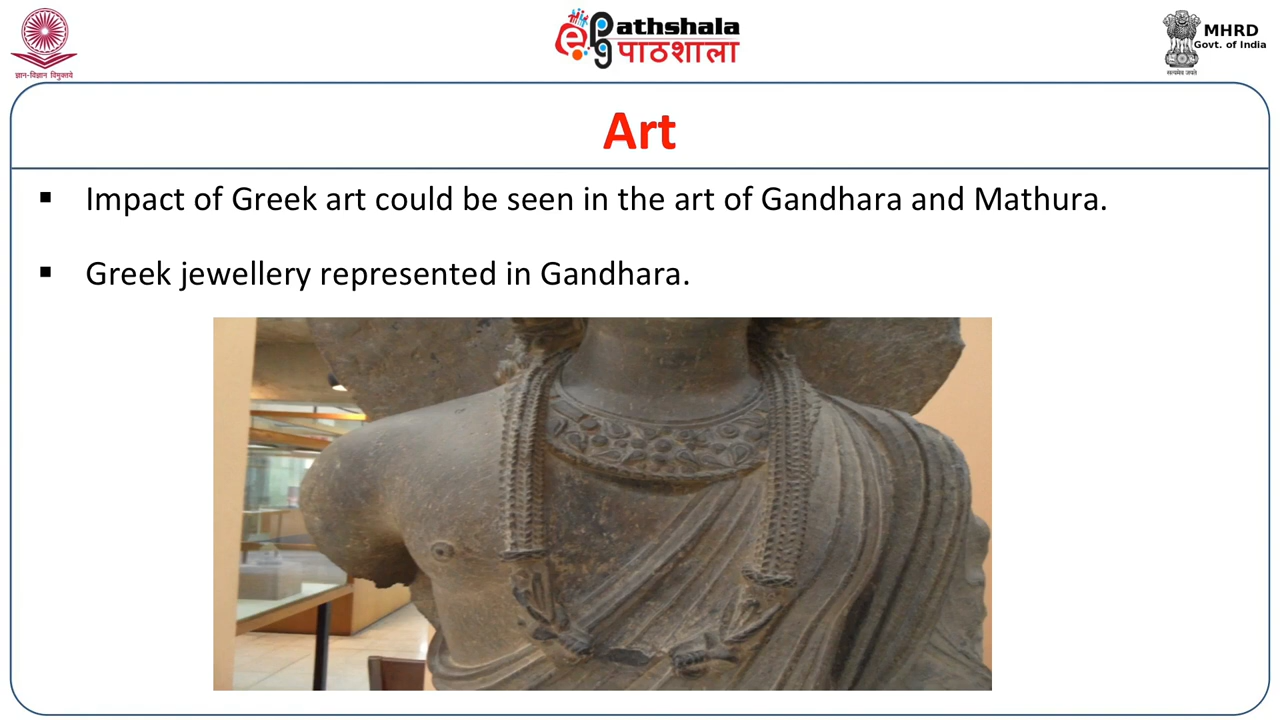 ज्ञान-विज्ञान विमुक्तये
ePathshala
पाठशाला
MHRD
Govt. of India
सत्यमेव जयते
Art
▪ Impact of Greek art could be seen in the art of Gandhara and Mathura.
▪ Greek jewellery represented in Gandhara.